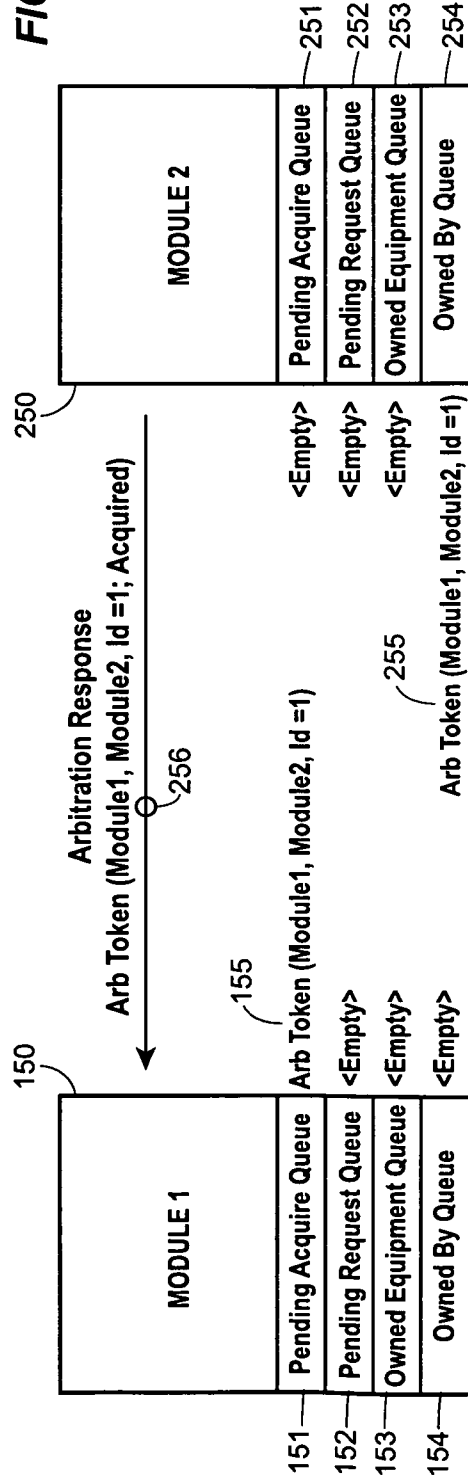 FIG
150
MODULE 1
151
Pending Acquire Queue
152
Pending Request Queue
153
Owned Equipment Queue
154
Owned By Queue
Arbitration Response
Arb Token (Module1, Module2, Id =1; Acquired)
256
155
Arb Token (Module1, Module2, Id =1)
<Empty>
<Empty>
<Empty>
250
MODULE 2
<Empty>
Pending Acquire Queue
251
<Empty>
Pending Request Queue
252
<Empty>
Owned Equipment Queue
253
255
Arb Token (Module1, Module2, Id =1)
Owned By Queue
254